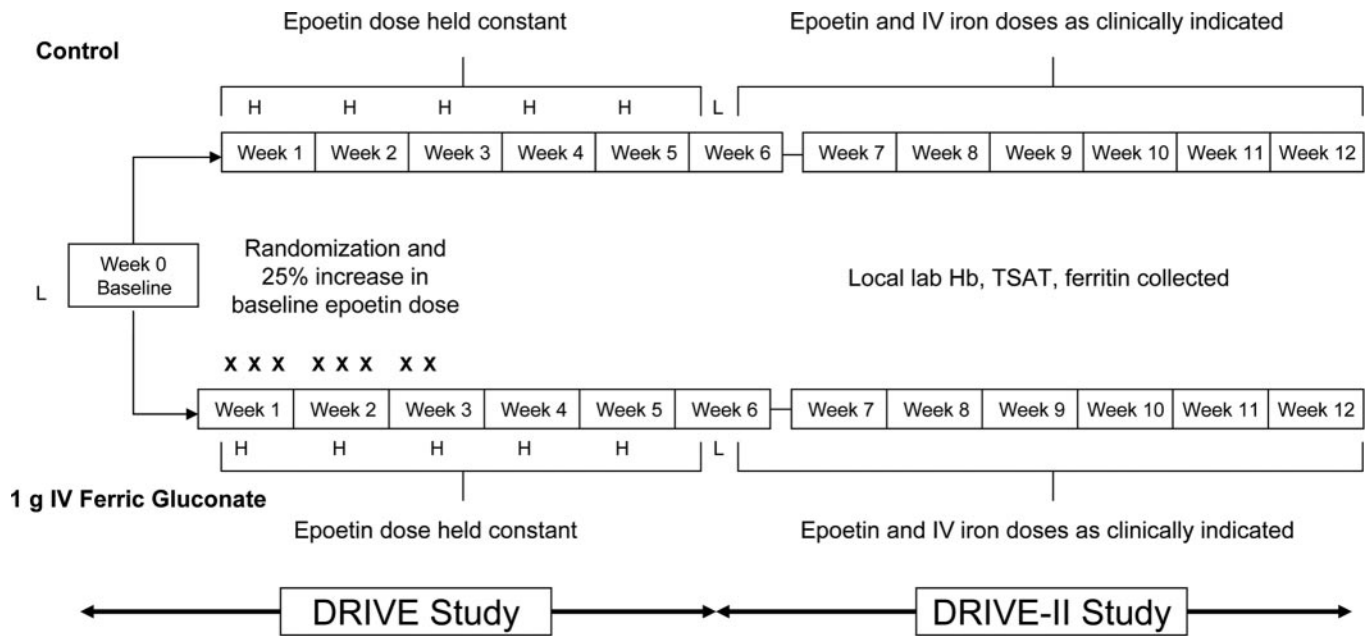 Epoetin dose held constant
Epoetin and IV iron doses as clinically indicated
Control
H H H H H L
Week 1 Week 2 Week 3 Week 4 Week 5 Week 6 Week 7 Week 8 Week 9 Week 10 Week 11 Week 12
Week 0
Baseline
L
Randomization and
25% increase in
baseline epoetin dose
Local lab Hb, TSAT, ferritin collected
X X X X X X X X
Week 1 Week 2 Week 3 Week 4 Week 5 Week 6 Week 7 Week 8 Week 9 Week 10 Week 11 Week 12
H H H H H L
1 g IV Ferric Gluconate
Epoetin dose held constant
Epoetin and IV iron doses as clinically indicated
DRIVE Study
DRIVE-II Study